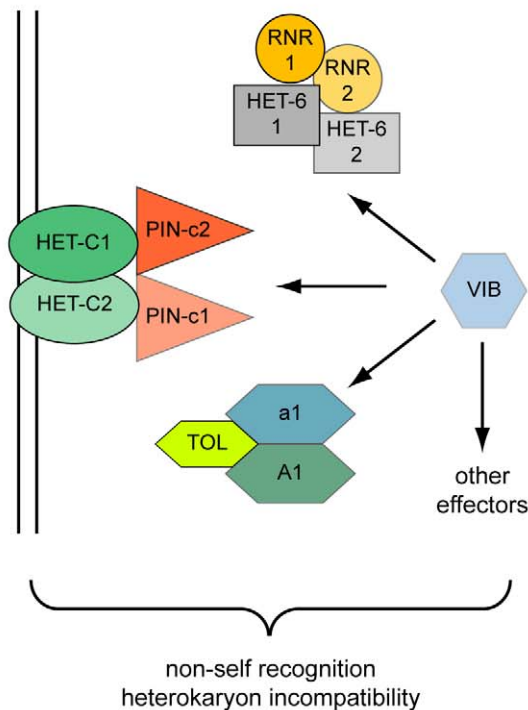 RNR
1
RNR
2
HET-6
1
HET-6
2
HET-C1
PIN-c2
HET-C2
PIN-c1
VIB
a1
TOL
A1
other
effectors
non-self recognition
heterokaryon incompatibility